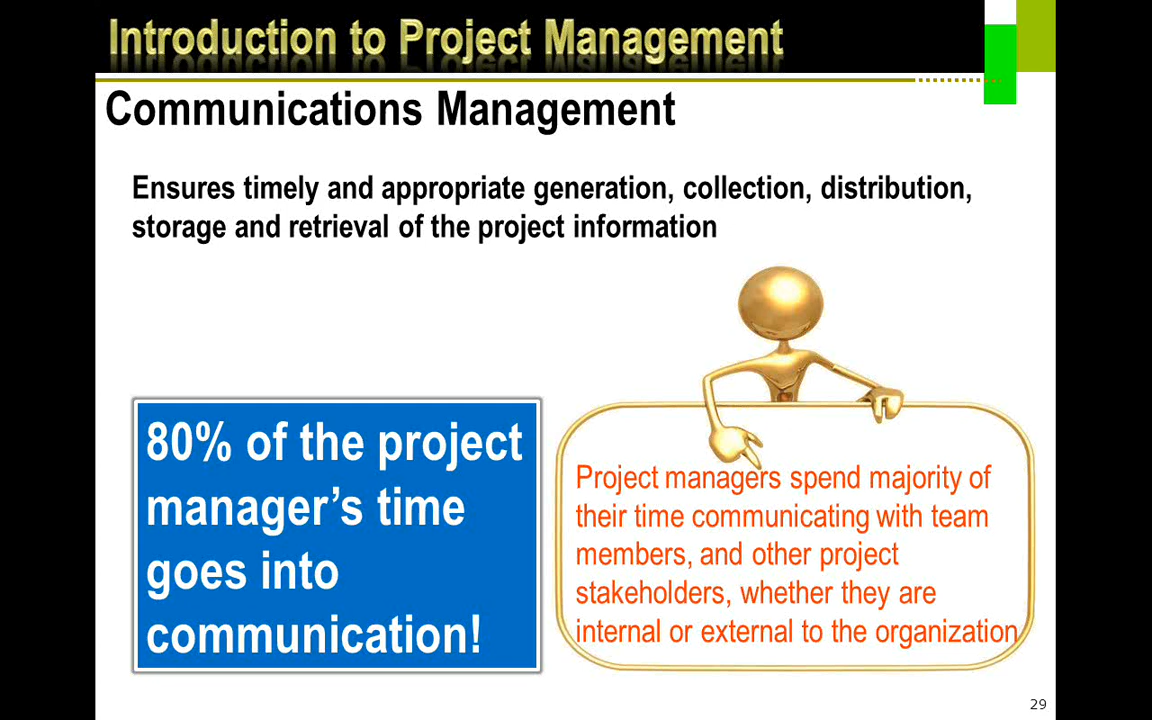 Introduction to Project Management
Communications Management
Ensures timely and appropriate generation, collection, distribution,
storage and retrieval of the project information
80% of the project
manager’s time
goes into
communication!
Project managers spend majority of
their time communicating with team
members, and other project
stakeholders, whether they are
internal or external to the organization
29